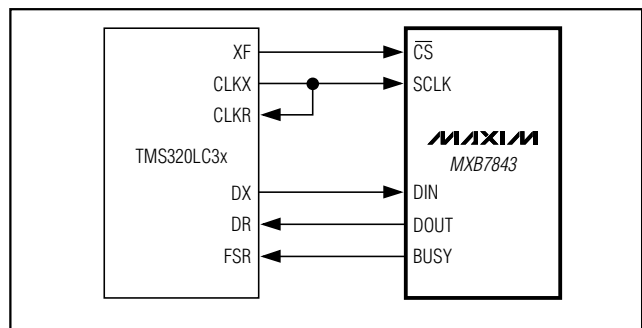 XF
CS
CLKX
SCLK
CLKR
TMS320LC3x
MAXIM
MXB7843
DX
DIN
DR
DOUT
FSR
BUSY